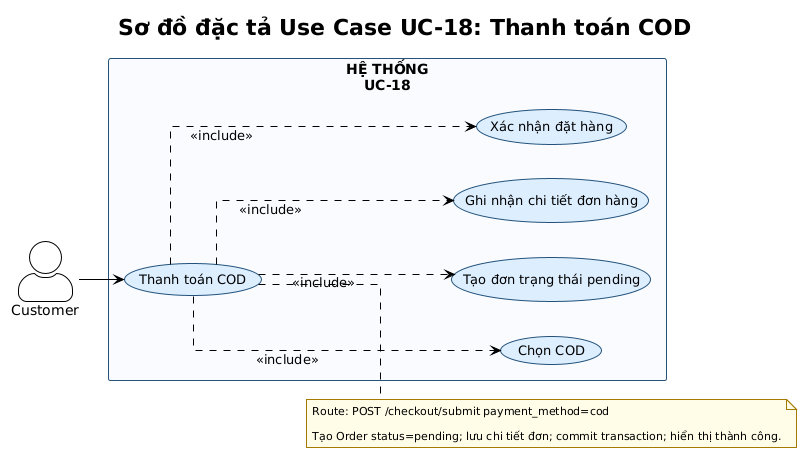 Sơ đồ đặc tả Use Case UC-18: Thanh toán COD
HỆ THỐNG
UC-18
Xác nhận đặt hàng
«include»
Ghi nhận chi tiết đơn hàng
«include»
Customer
Thanh toán COD
«include»
Tạo đơn trạng thái pending
«include»
Chọn COD
Route: POST /checkout/submit payment_method=cod
Tạo Order status=pending; lưu chi tiết đơn; commit transaction; hiển thị thành công.